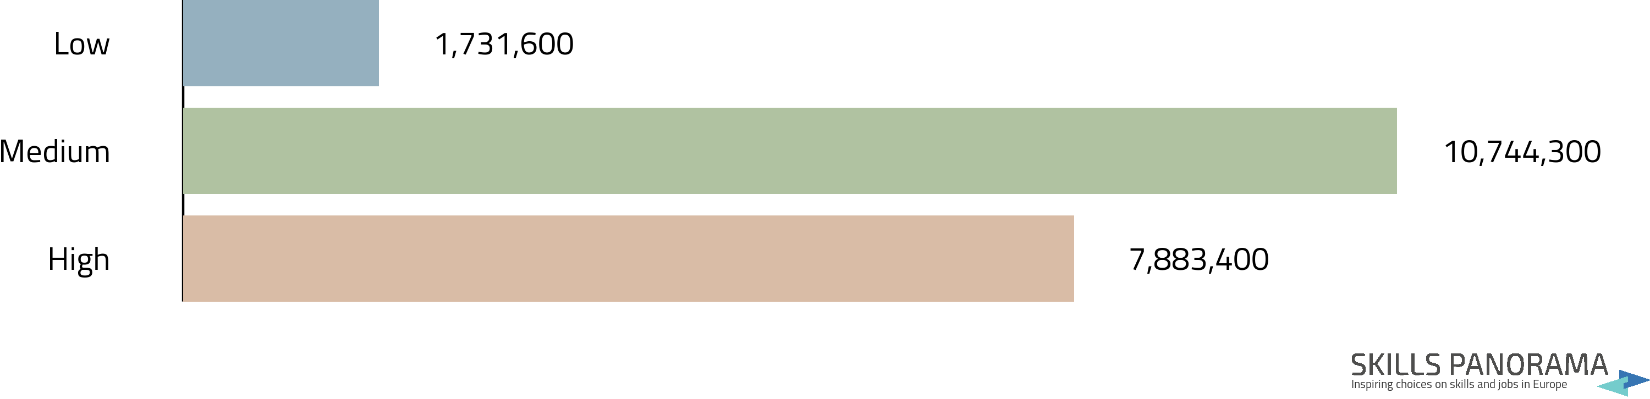 Low 1,731,600
Medium 10,744,300
High 7,883,400
SKILLS PANORAMA
Inspiring choices on skills and jobs in Europe